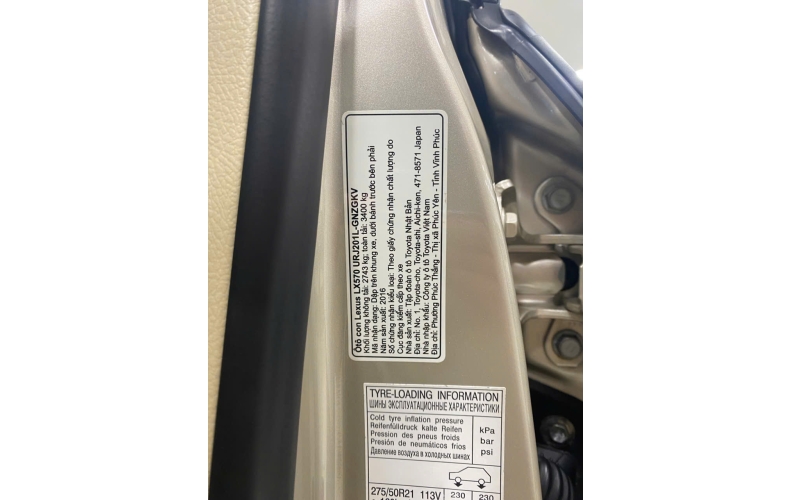 Ôtô con Lexus LX570 URJ201L-GNZGKV
Khối lượng không tải: 2743 kg; toàn tải: 3400 kg
Mã nhận dạng: Dập trên khung xe, dưới bánh trước bên phải
Năm sản xuất: 2016
Số chứng nhận kiểu loại: Theo giấy chứng nhận chất lượng do
Cục đăng kiểm cấp theo xe
Nhà sản xuất: Tập đoàn ô tô Toyota Nhật Bản
Địa chỉ: No. 1, Toyota-cho, Toyota-shi, Aichi-ken, 471-8571 Japan
Nhà nhập khẩu: Công ty ô tô Toyota Việt Nam
Địa chỉ: Phường Phúc Thắng - Thị xã Phúc Yên - Tỉnh Vĩnh Phúc
TYRE-LOADING INFORMATION
ШИНЫ ЭКСПЛУАТАЦИОННЫЕ ХАРАКТЕРИСТИКИ
Cold tyre inflation pressure
Reifenfülldruck kalte Reifen
Pression des pneus froids
Pressión de neumáticos frios
Давление воздуха в холодных шинах
kPa
bar
psi
275/50R21 113V 230 230